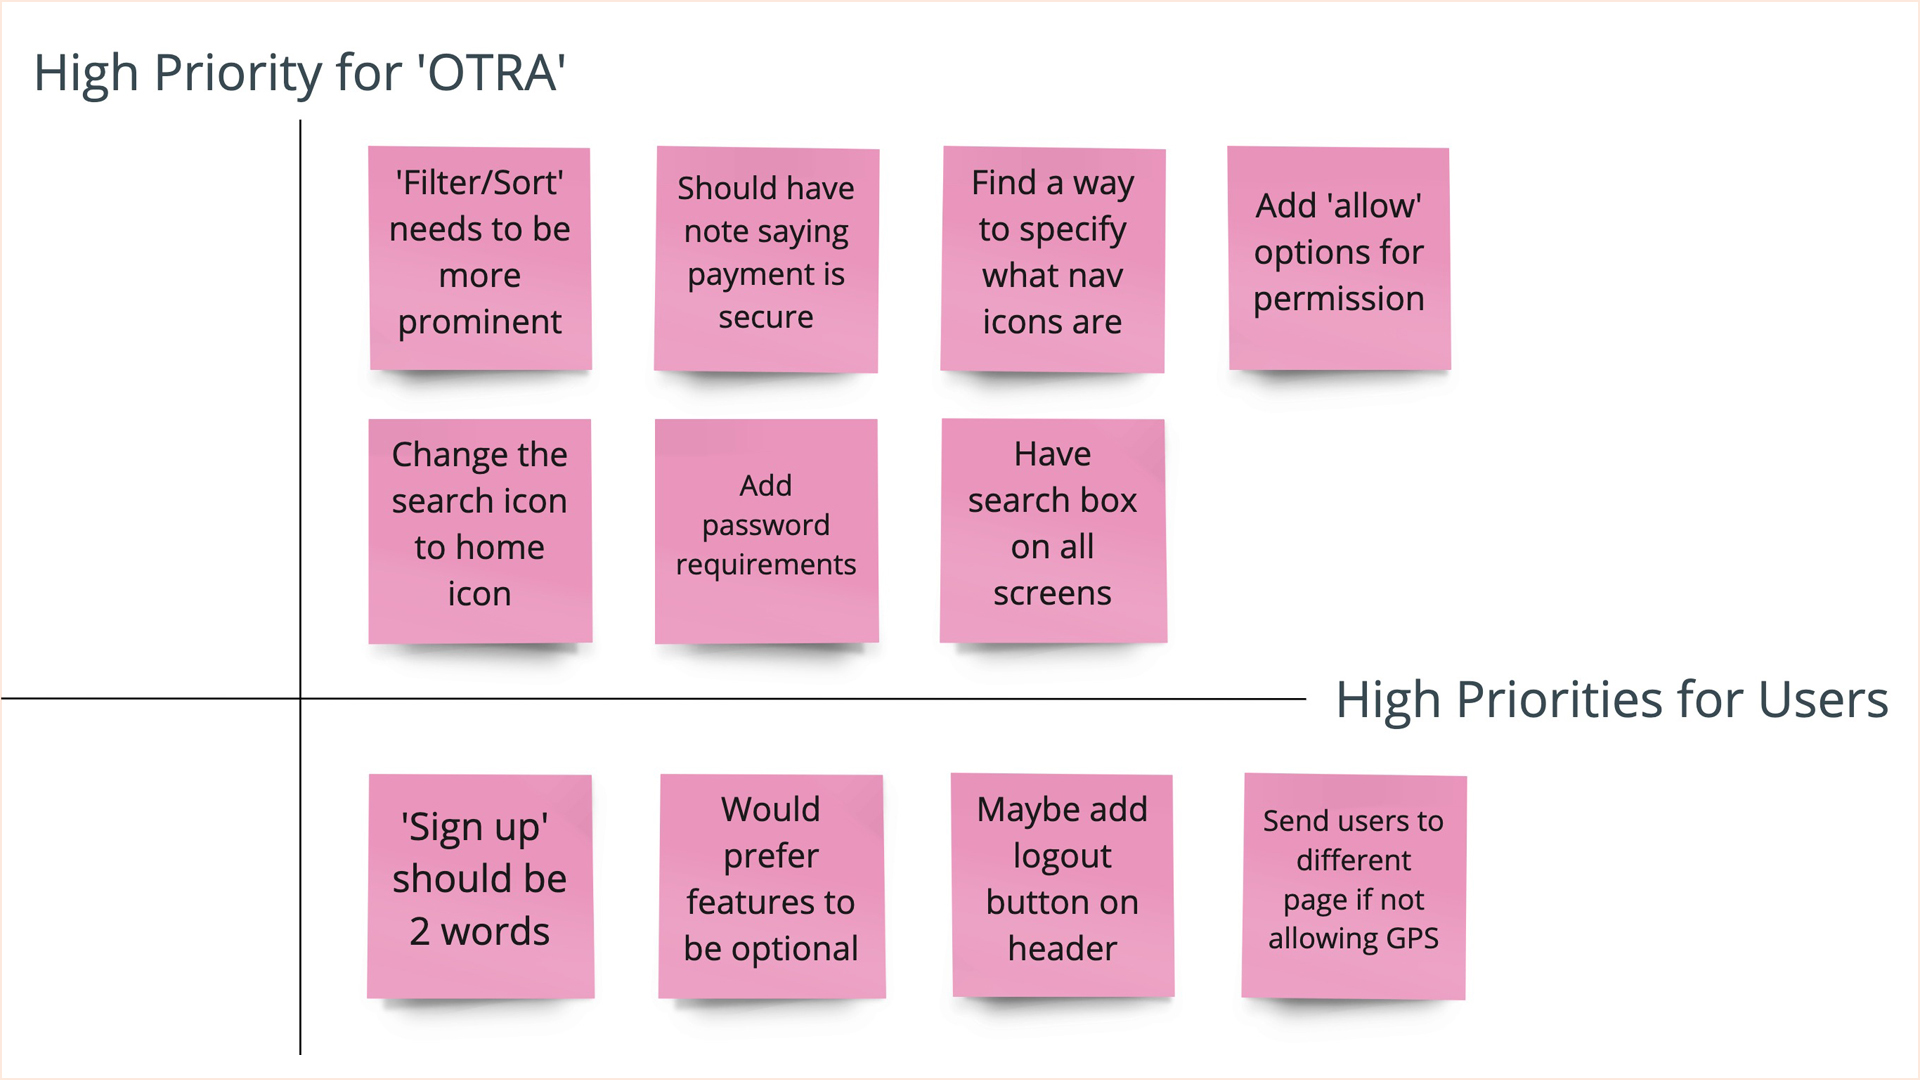 High Priority for 'OTRA'
'Filter/Sort'
needs to be
more
prominent
Should have
note saying
payment is
secure
Find a way
to specify
what nav
icons are
Add 'allow'
options for
permission
Change the
search icon
to home
icon
Add
password
requirements
Have
search box
on all
screens
High Priorities for Users
'Sign up'
should be
2 words
Would
prefer
features to
be optional
Maybe add
logout
button on
header
Send users to
different
page if not
allowing GPS